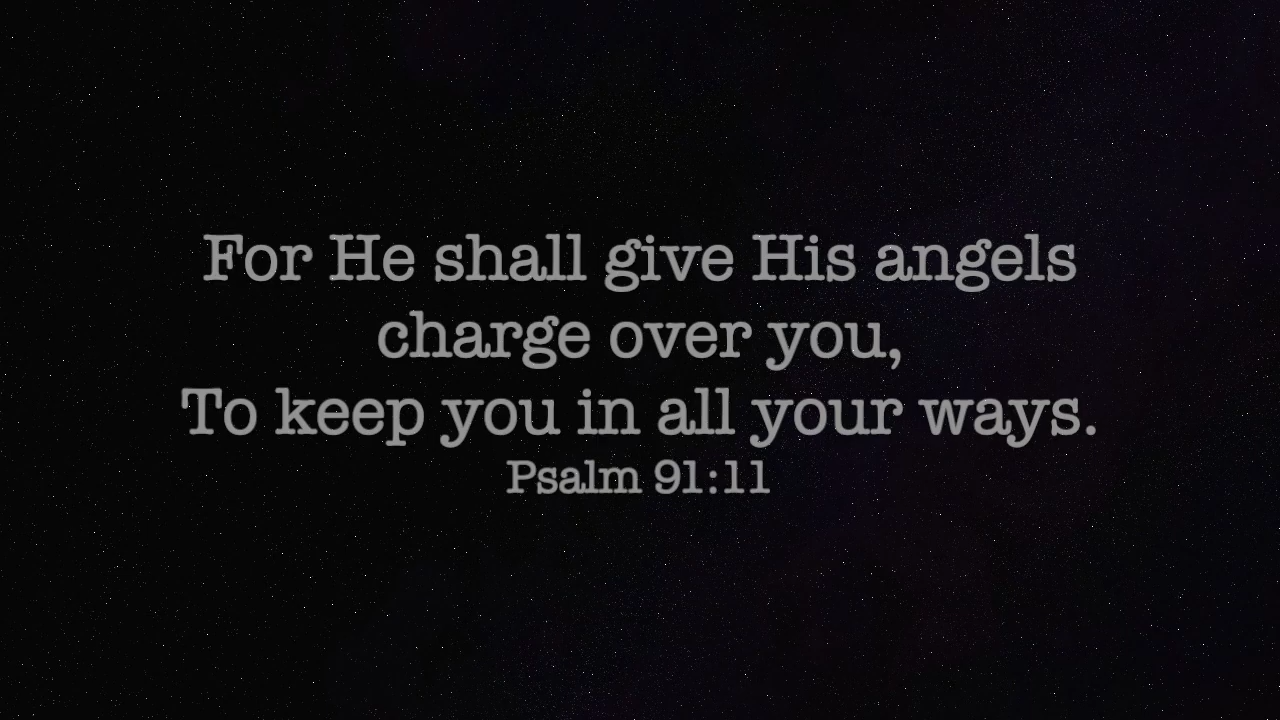 For He shall give His angels
charge over you,
To keep you in all your ways.
Psalm 91:11